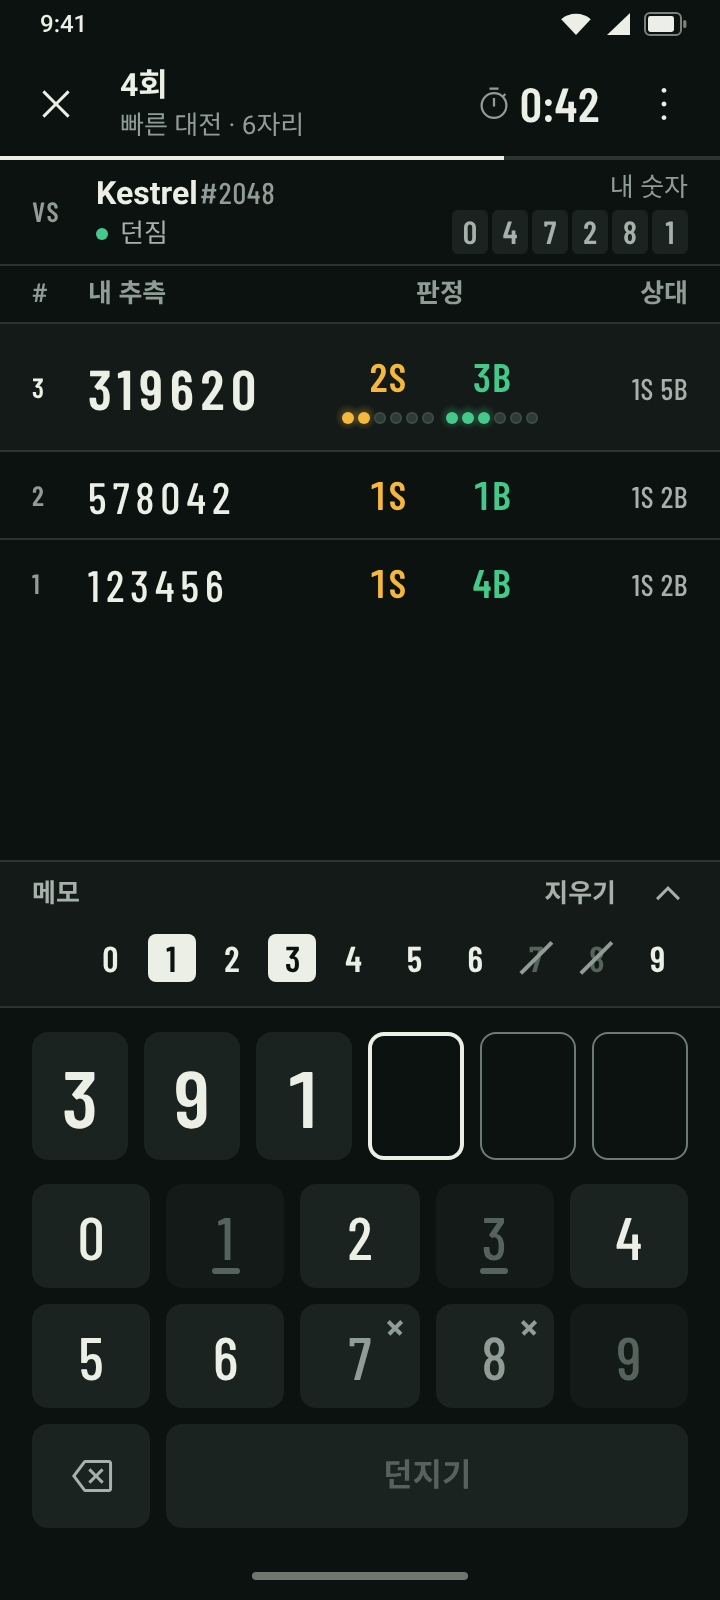 9:41
4회
빠른 대전 · 6자리
0:42
VS
Kestrel#2048
던짐
내 숫자
0 4 7 2 8 1
# 내 추측 판정 상대
3 319620 2S 3B 1S 5B
2 578042 1S 1B 1S 2B
1 123456 1S 4B 1S 2B
메모 지우기
0 1 2 3 4 5 6 7 8 9
3 9 1
0 1 2 3 4
5 6 7 8 9
던지기